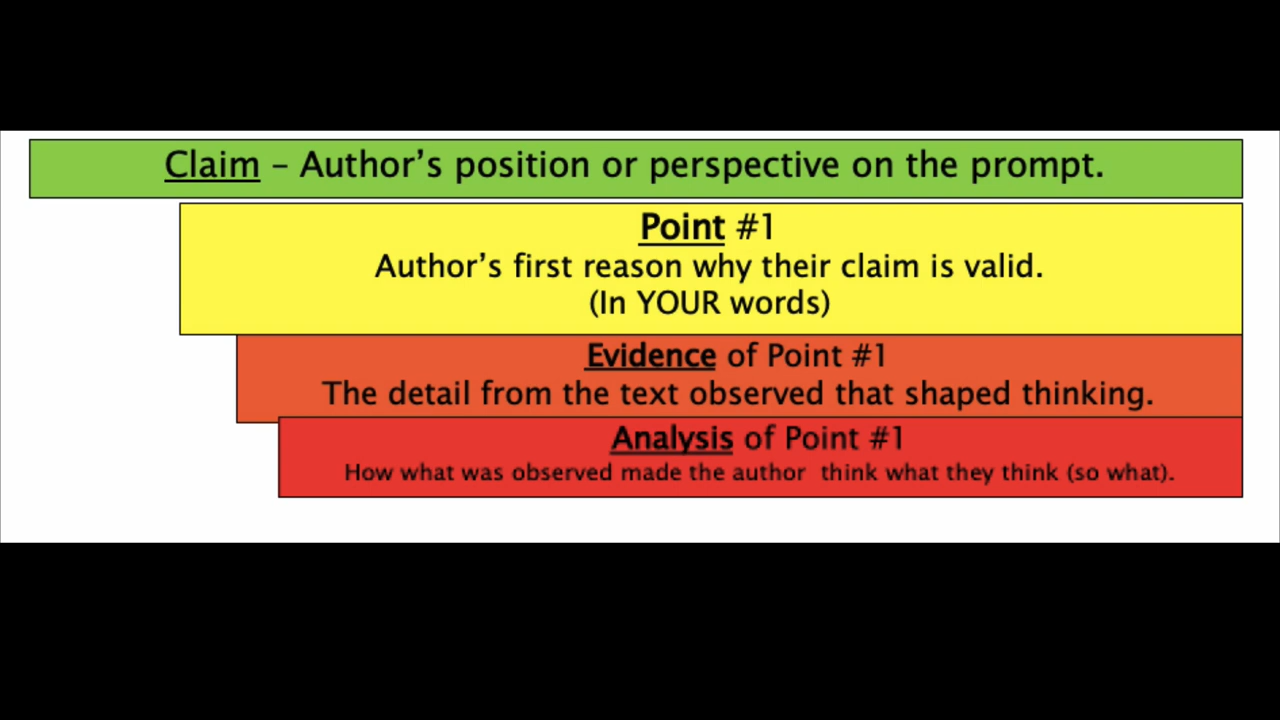 Claim – Author's position or perspective on the prompt.
Point #1
Author's first reason why their claim is valid.
(In YOUR words)
Evidence of Point #1
The detail from the text observed that shaped thinking.
Analysis of Point #1
How what was observed made the author  think what they think (so what).